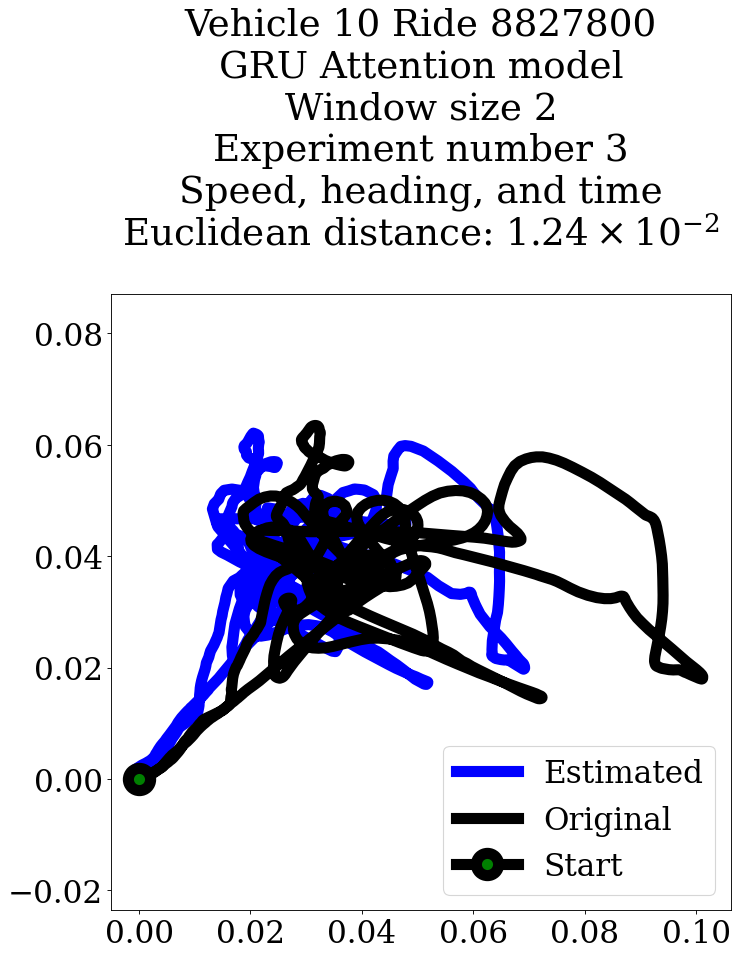 Vehicle 10 Ride 8827800
GRU Attention model
Window size 2
Experiment number 3
Speed, heading, and time
Euclidean distance: 1.24 × 10⁻²
0.08
0.06
0.04
0.02
0.00
−0.02
0.00 0.02 0.04 0.06 0.08 0.10
Estimated
Original
Start